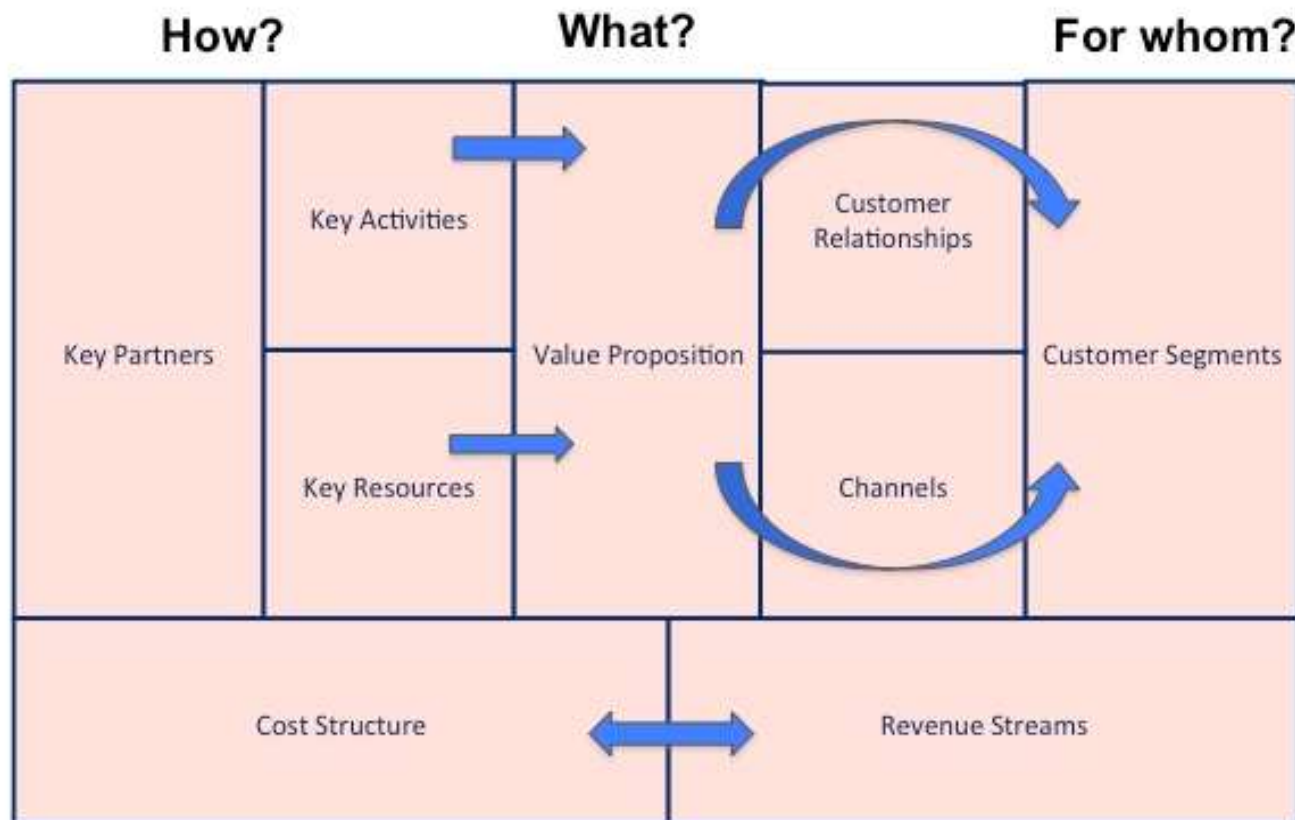 How?
What?
For whom?
Key Partners
Key Activities
Key Resources
Value Proposition
Customer
Relationships
Channels
Customer Segments
Cost Structure
Revenue Streams